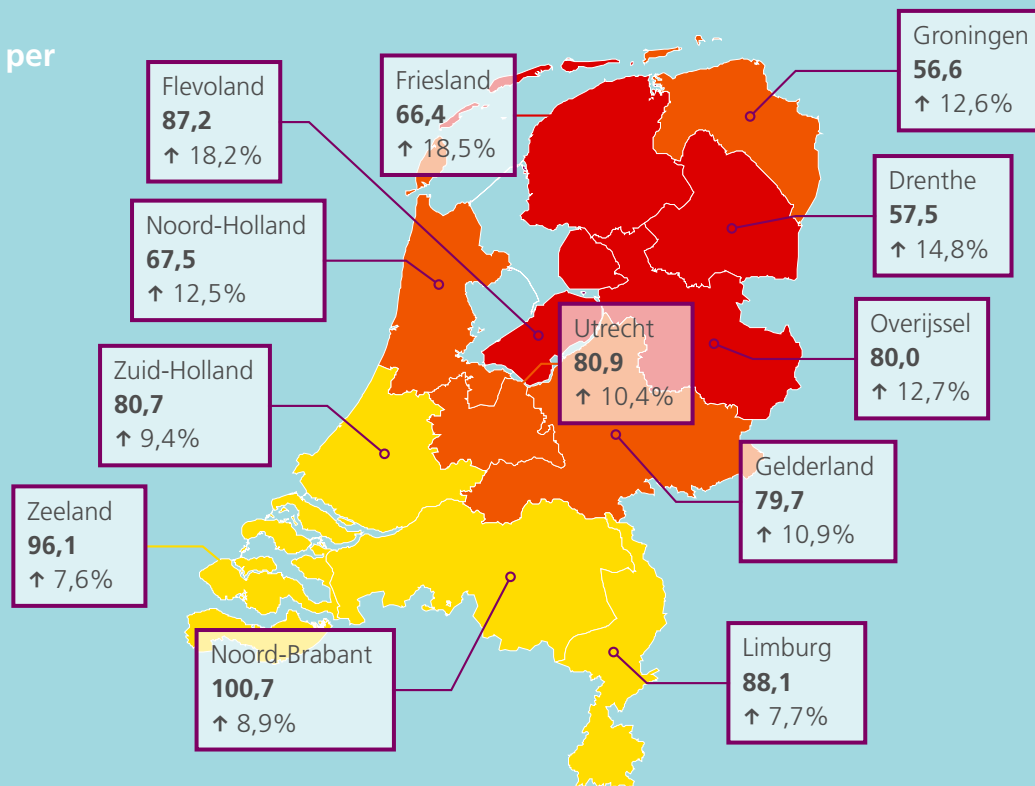 per
Groningen
56,6
↑ 12,6%
Flevoland
87,2
↑ 18,2%
Friesland
66,4
↑ 18,5%
Drenthe
57,5
↑ 14,8%
Noord-Holland
67,5
↑ 12,5%
Utrecht
80,9
↑ 10,4%
Overijssel
80,0
↑ 12,7%
Zuid-Holland
80,7
↑ 9,4%
Gelderland
79,7
↑ 10,9%
Zeeland
96,1
↑ 7,6%
Noord-Brabant
100,7
↑ 8,9%
Limburg
88,1
↑ 7,7%